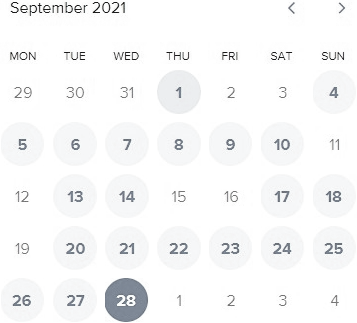 September 2021
MON TUE WED THU FRI SAT SUN
29 30 31 1 2 3 4
5 6 7 8 9 10 11
12 13 14 15 16 17 18
19 20 21 22 23 24 25
26 27 28 1 2 3 4